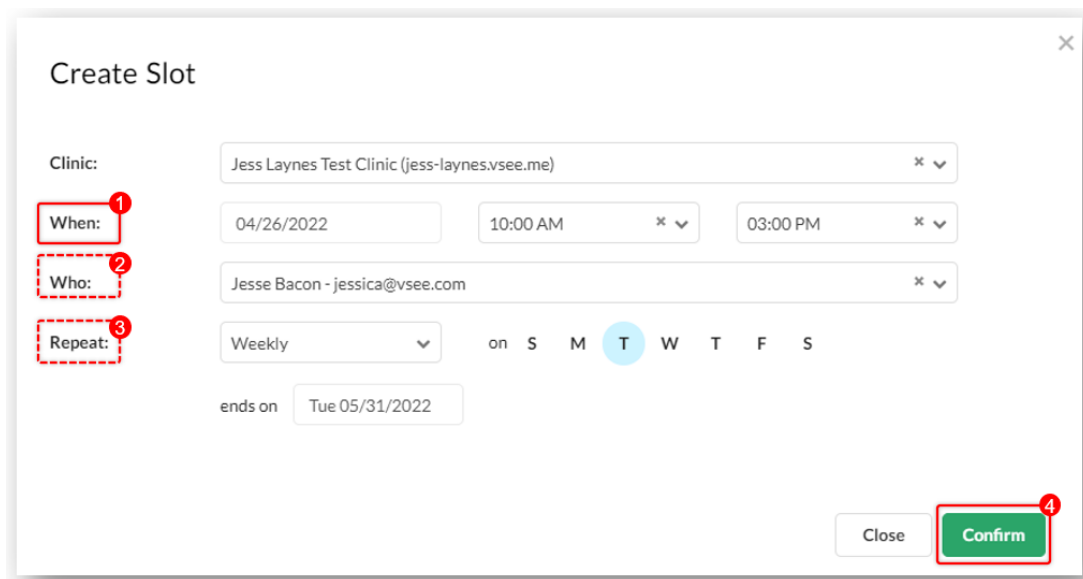 ×
Create Slot
Clinic: Jess Laynes Test Clinic (jess-laynes.vsee.me) ×
1
When: 04/26/2022 10:00 AM × 03:00 PM ×
2
Who: Jesse Bacon - jessica@vsee.com ×
3
Repeat: Weekly on S M T W T F S
ends on Tue 05/31/2022
4
Close Confirm